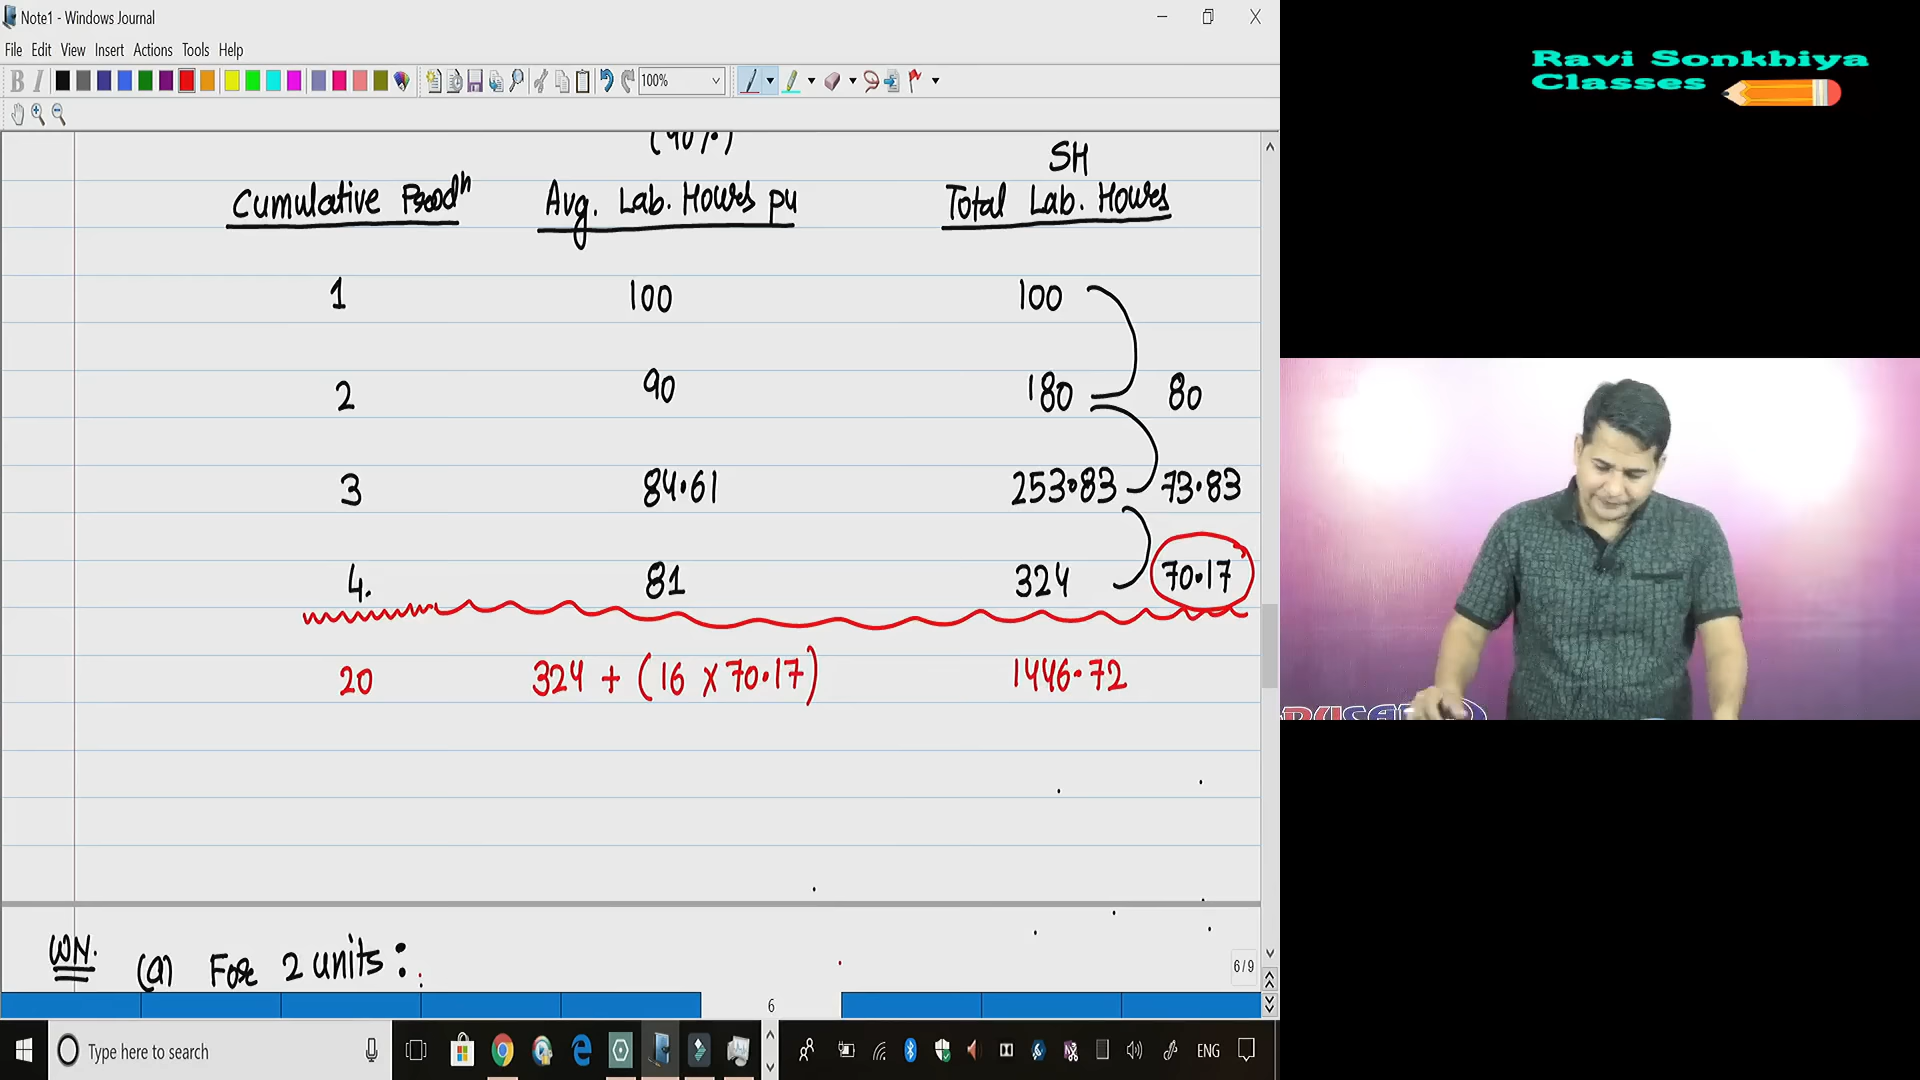 Note1 - Windows Journal
File Edit View Insert Actions Tools Help
B I 100%
Ravi Sonkhiya
Classes
(90%)
SH
Cumulative Prodⁿ Avg. Lab. Hours pu Total Lab. Hours
1 100 100
2 90 180 80
3 84.61 253.83 73.83
4. 81 324 70.17
20 324 + (16 x 70.17) 1446.72
WN. (a) For 2 units :
6/9
6
Type here to search
ENG